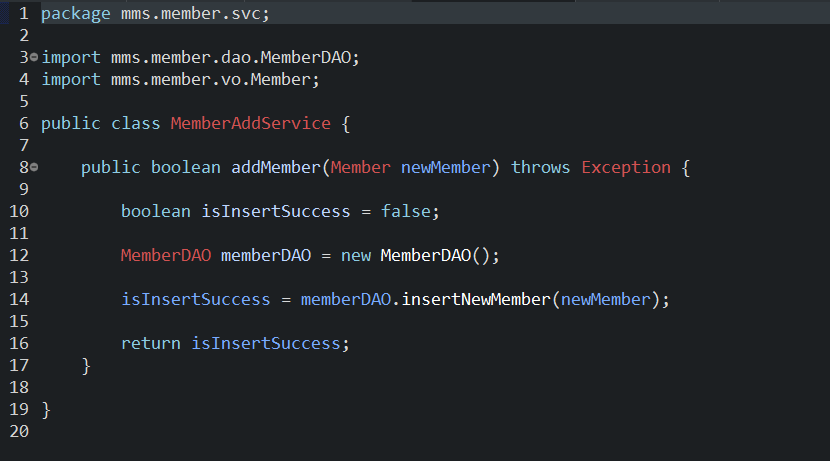 1 package mms.member.svc;
2
3 import mms.member.dao.MemberDAO;
4 import mms.member.vo.Member;
5
6 public class MemberAddService {
7
8 public boolean addMember(Member newMember) throws Exception {
9
10 boolean isInsertSuccess = false;
11
12 MemberDAO memberDAO = new MemberDAO();
13
14 isInsertSuccess = memberDAO.insertNewMember(newMember);
15
16 return isInsertSuccess;
17 }
18
19 }
20